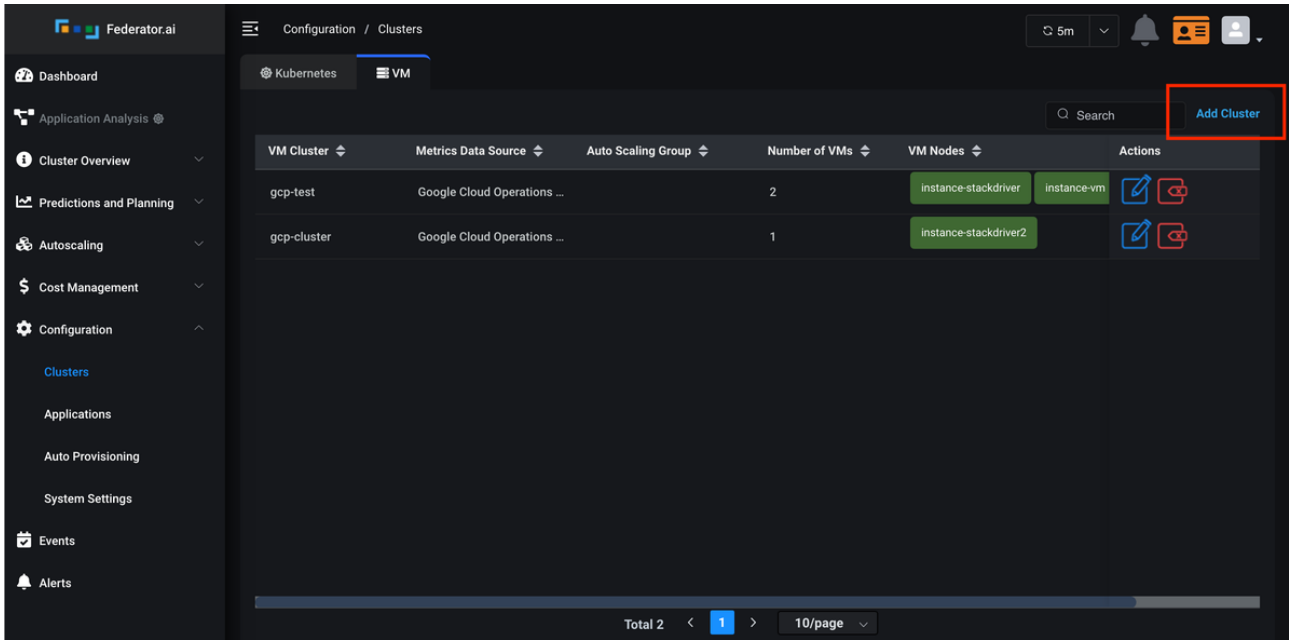 Federator.ai
Configuration / Clusters
5m
Dashboard
Application Analysis
Cluster Overview
Predictions and Planning
Autoscaling
Cost Management
Configuration
Clusters
Applications
Auto Provisioning
System Settings
Events
Alerts
Kubernetes
VM
Search
Add Cluster
VM Cluster Metrics Data Source Auto Scaling Group Number of VMs VM Nodes Actions
gcp-test Google Cloud Operations ... 2 instance-stackdriver instance-vm
gcp-cluster Google Cloud Operations ... 1 instance-stackdriver2
Total 2 < 1 > 10/page